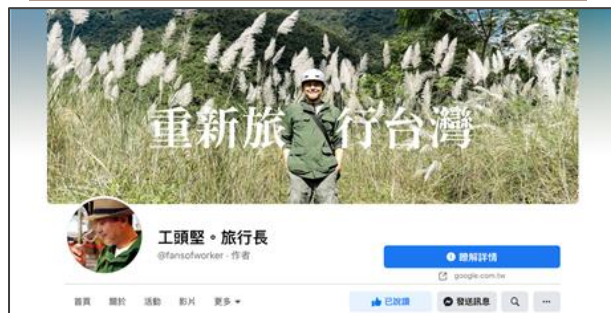 重新旅行台灣
工頭堅。旅行長
@fansofworker · 作者
瞭解詳情
google.com.tw
首頁 關於 活動 影片 更多
已說讚 發送訊息